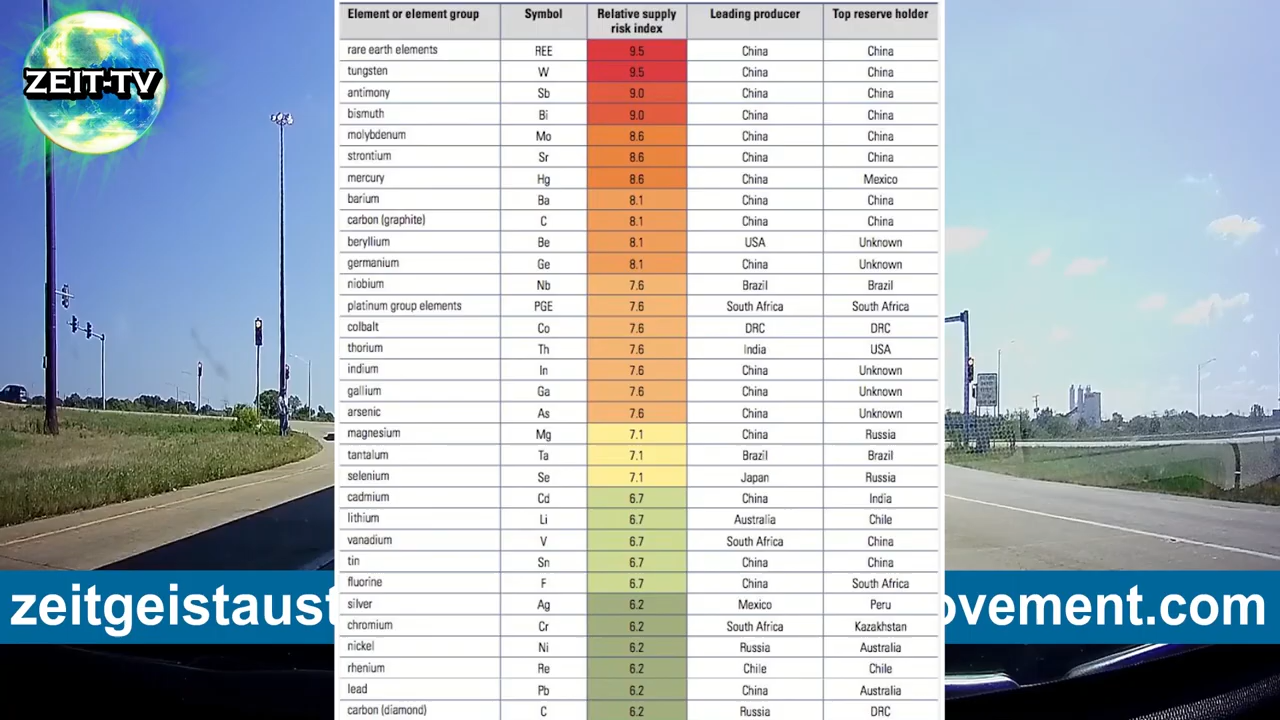 ZEIT-TV
Element or element group Symbol Relative supply risk index Leading producer Top reserve holder
rare earth elements REE 9.5 China China
tungsten W 9.5 China China
antimony Sb 9.0 China China
bismuth Bi 9.0 China China
molybdenum Mo 8.6 China China
strontium Sr 8.6 China China
mercury Hg 8.6 China Mexico
barium Ba 8.1 China China
carbon (graphite) C 8.1 China China
beryllium Be 8.1 USA Unknown
germanium Ge 8.1 China Unknown
niobium Nb 7.6 Brazil Brazil
platinum group elements PGE 7.6 South Africa South Africa
colbalt Co 7.6 DRC DRC
thorium Th 7.6 India USA
indium In 7.6 China Unknown
gallium Ga 7.6 China Unknown
arsenic As 7.6 China Unknown
magnesium Mg 7.1 China Russia
tantalum Ta 7.1 Brazil Brazil
selenium Se 7.1 Japan Russia
cadmium Cd 6.7 China India
lithium Li 6.7 Australia Chile
vanadium V 6.7 South Africa China
tin Sn 6.7 China China
fluorine F 6.7 China South Africa
silver Ag 6.2 Mexico Peru
chromium Cr 6.2 South Africa Kazakhstan
nickel Ni 6.2 Russia Australia
rhenium Re 6.2 Chile Chile
lead Pb 6.2 China Australia
carbon (diamond) C 6.2 Russia DRC
zeitgeistaust
ovement.com